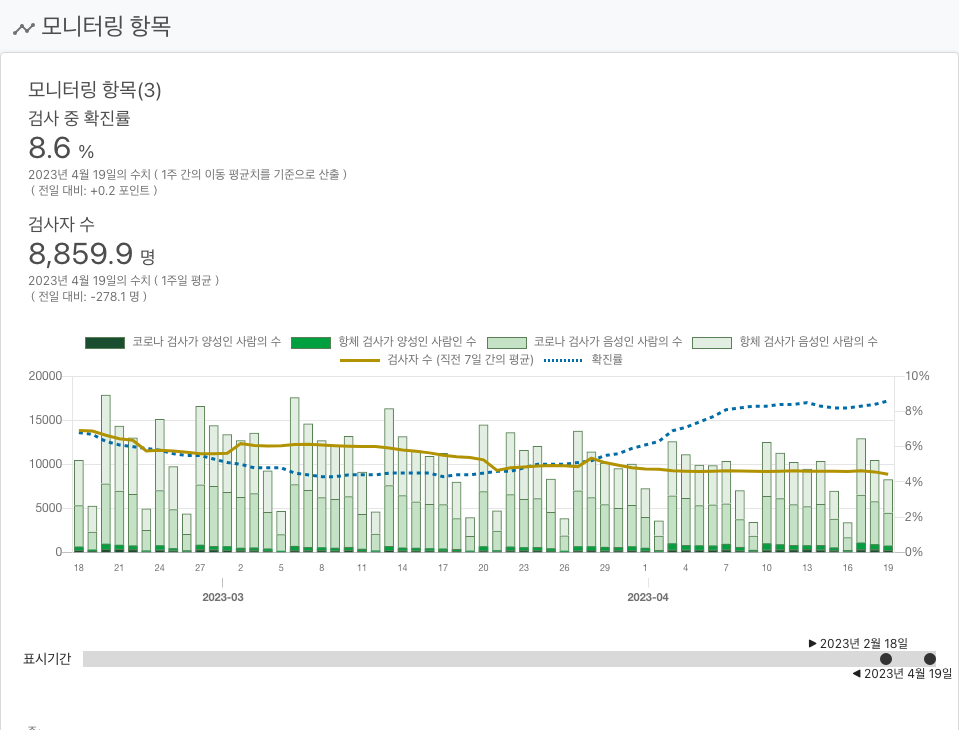 모니터링 항목
모니터링 항목(3)
검사 중 확진률
8.6 %
2023년 4월 19일의 수치 ( 1주 간의 이동 평균치를 기준으로 산출 )
( 전일 대비: +0.2 포인트 )
검사자 수
8,859.9 명
2023년 4월 19일의 수치 ( 1주일 평균 )
( 전일 대비: -278.1 명 )
코로나 검사가 양성인 사람의 수 항체 검사가 양성인 사람인 수 코로나 검사가 음성인 사람의 수 항체 검사가 음성인 사람의 수
검사자 수 (직전 7일 간의 평균) 확진률
20000 10%
15000 8%
10000 6%
5000 4%
0 2%
0%
18 21 24 27 2 5 8 11 14 17 20 23 26 29 1 4 7 10 13 16 19
2023-03 2023-04
▶ 2023년 2월 18일
표시기간
◀ 2023년 4월 19일